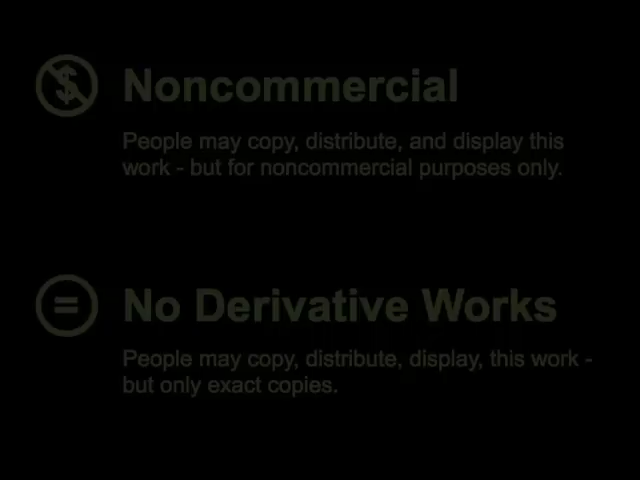 Noncommercial
People may copy, distribute, and display this
work - but for noncommercial purposes only.
No Derivative Works
People may copy, distribute, display, this work -
but only exact copies.